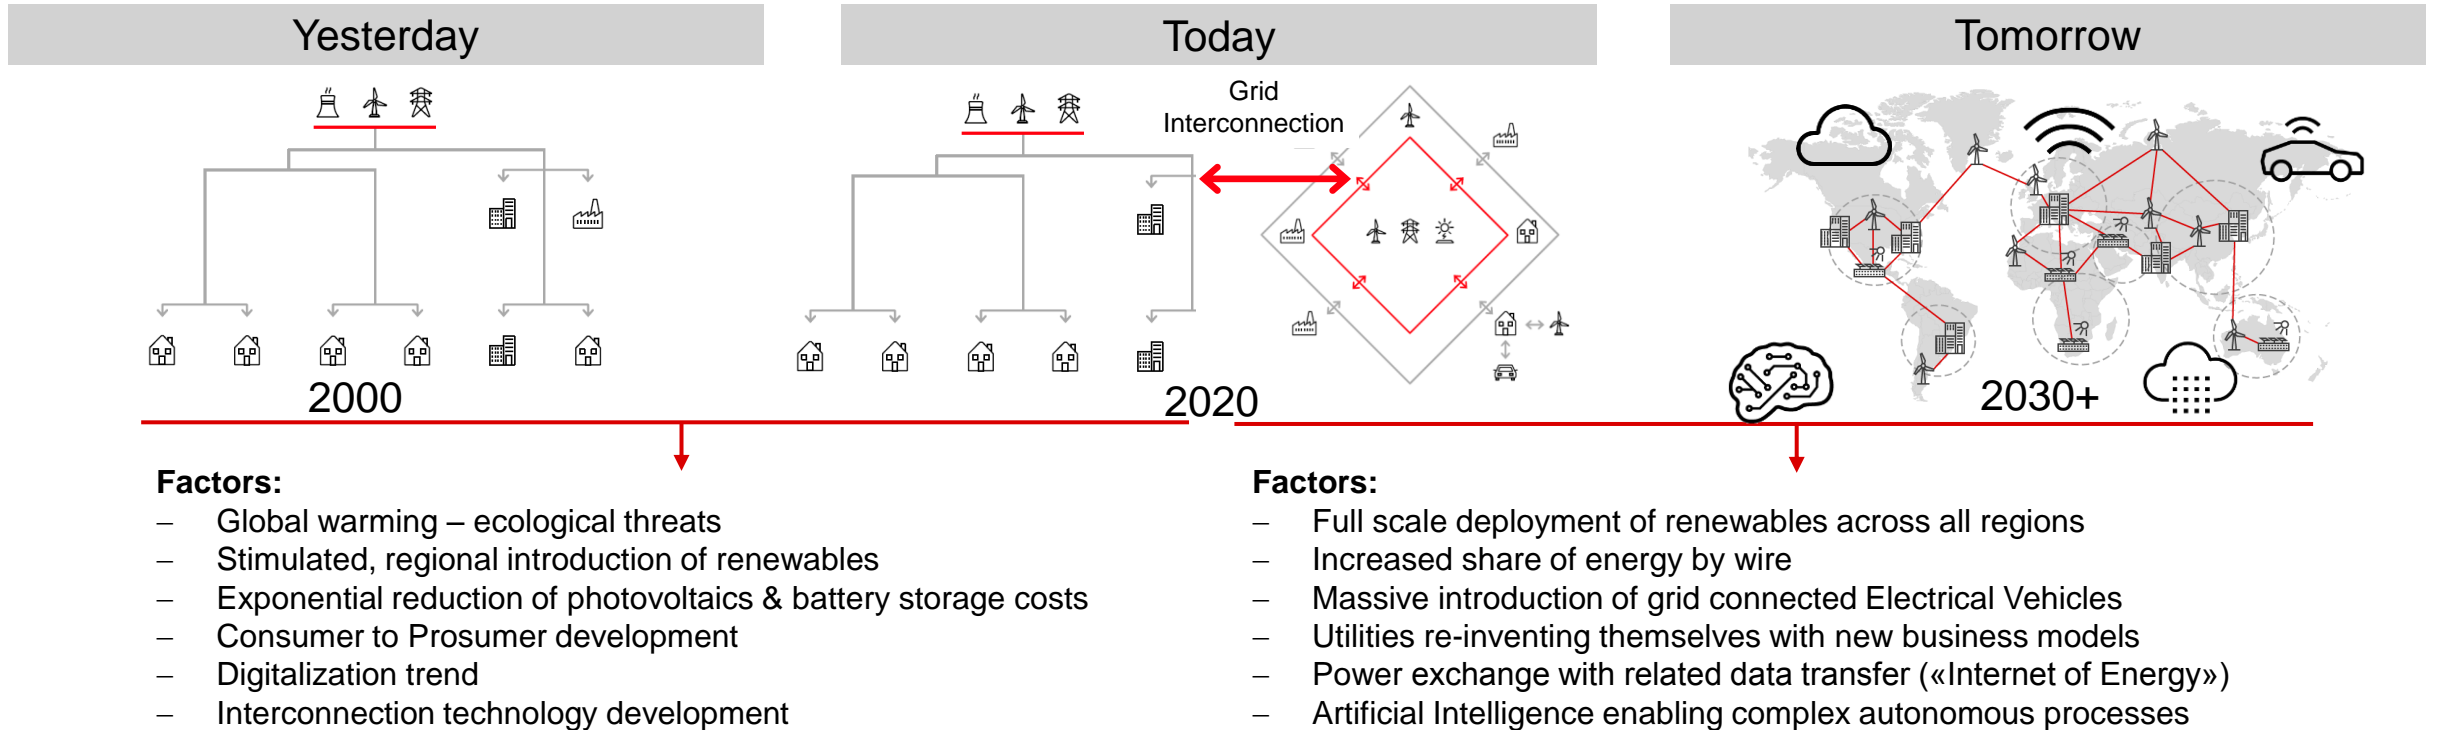 Yesterday
Today
Tomorrow
Grid
Interconnection
2000
2020
2030+
Factors:
– Global warming – ecological threats
– Stimulated, regional introduction of renewables
– Exponential reduction of photovoltaics & battery storage costs
– Consumer to Prosumer development
– Digitalization trend
– Interconnection technology development
Factors:
– Full scale deployment of renewables across all regions
– Increased share of energy by wire
– Massive introduction of grid connected Electrical Vehicles
– Utilities re-inventing themselves with new business models
– Power exchange with related data transfer («Internet of Energy»)
– Artificial Intelligence enabling complex autonomous processes